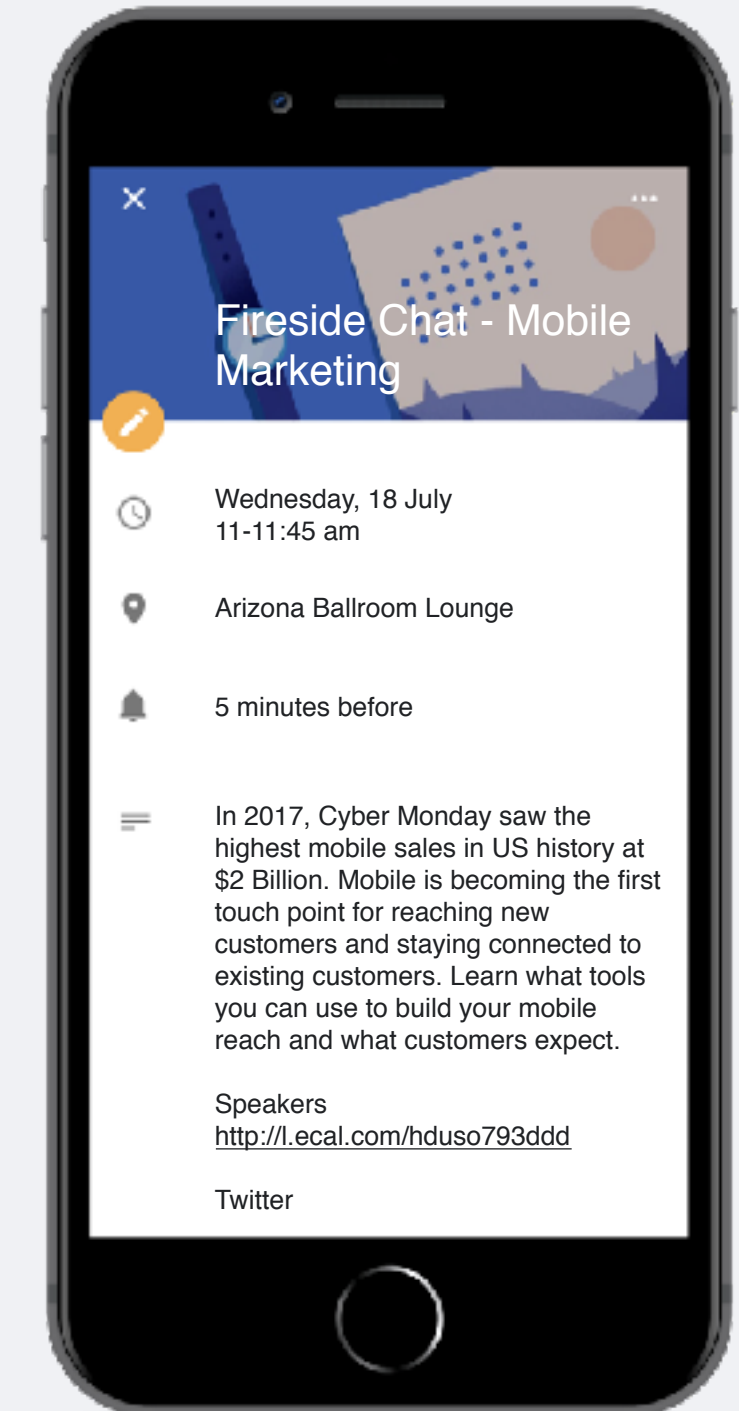 Fireside Chat - Mobile
Marketing
Wednesday, 18 July
11-11:45 am
Arizona Ballroom Lounge
5 minutes before
In 2017, Cyber Monday saw the
highest mobile sales in US history at
$2 Billion. Mobile is becoming the first
touch point for reaching new
customers and staying connected to
existing customers. Learn what tools
you can use to build your mobile
reach and what customers expect.
Speakers
http://l.ecal.com/hduso793ddd
Twitter